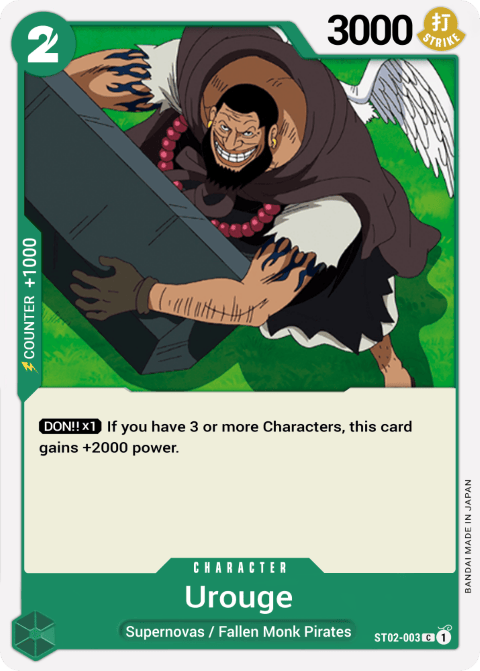 2
3000
打
STRIKE
COUNTER +1000
DON!! x1 If you have 3 or more Characters, this card
gains +2000 power.
BANDAI MADE IN JAPAN
CHARACTER
Urouge
Supernovas / Fallen Monk Pirates
ST02-003 C 1